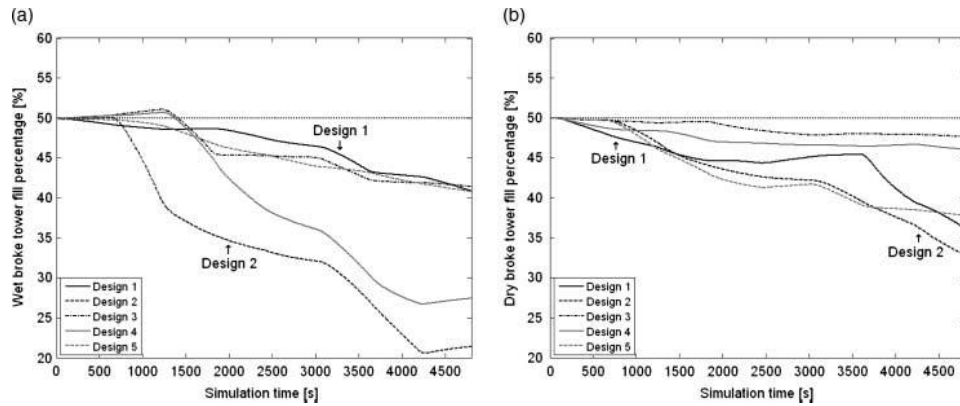 (a)
Wet broke tower fill percentage [%]
60
55
50
45
40
35
30
25
20
Design 1
Design 2
Design 1
Design 2
Design 3
Design 4
Design 5
0 500 1000 1500 2000 2500 3000 3500 4000 4500
Simulation time [s]
(b)
Dry broke tower fill percentage [%]
60
55
50
45
40
35
30
25
20
Design 1
Design 2
Design 1
Design 2
Design 3
Design 4
Design 5
0 500 1000 1500 2000 2500 3000 3500 4000 4500
Simulation time [s]